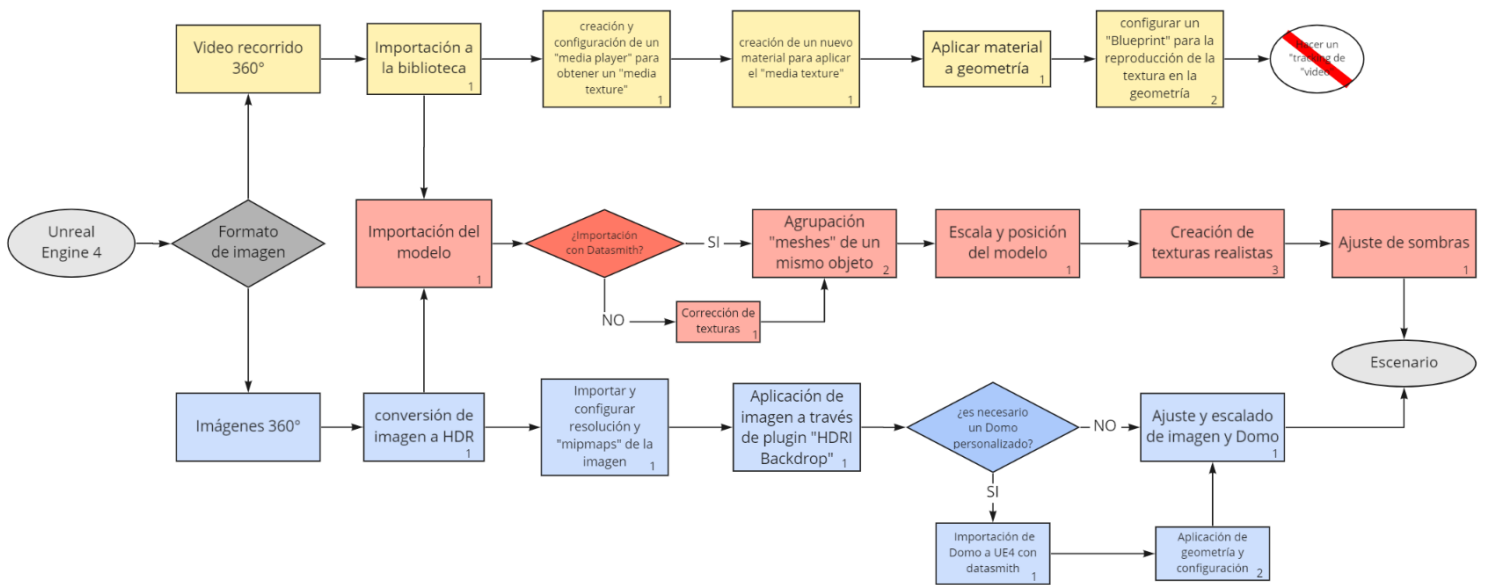 Video recorrido
360°
Importación a
la biblioteca
1
creación y
configuración de un
"media player" para
obtener un "media
texture"
1
creación de un nuevo
material para aplicar
el "media texture"
1
Aplicar material
a geometría
1
configurar un
"Blueprint" para la
reproducción de la
textura en la
geometría
2
Hacer un
"tracking de
"video
Unreal
Engine 4
Formato
de imagen
Importación del
modelo
1
¿Importación
con Datasmith?
SI
NO
Corrección de
texturas
1
Agrupación
"meshes" de un
mismo objeto
2
Escala y posición
del modelo
1
Creación de
texturas realistas
3
Ajuste de sombras
1
Escenario
Imágenes 360°
conversión de
imagen a HDR
1
Importar y
configurar
resolución y
"mipmaps" de la
imagen
1
Aplicación de
imagen a través
de plugin "HDRI
Backdrop"
1
¿es necesario
un Domo
personalizado?
NO
SI
Ajuste y escalado
de imagen y Domo
1
Importación de
Domo a UE4 con
datasmith
1
Aplicación de
geometría y
configuración
2